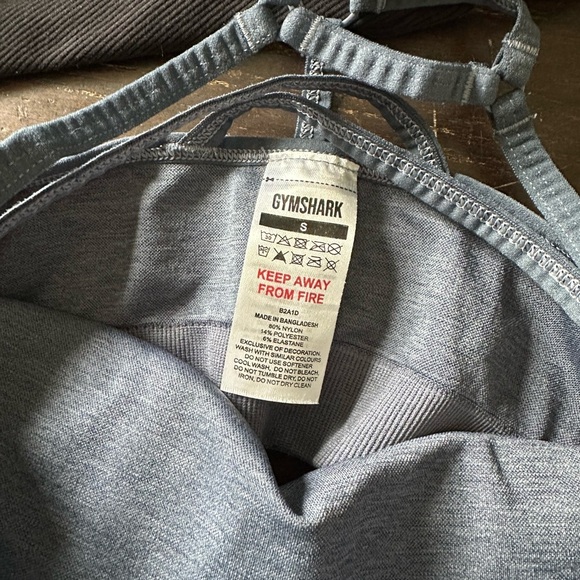 GYMSHARK
S
30
KEEP AWAY
FROM FIRE
B2A1D
MADE IN BANGLADESH
80% NYLON
14% POLYESTER
6% ELASTANE
EXCLUSIVE OF DECORATION.
WASH WITH SIMILAR COLOURS
DO NOT USE SOFTENER
COOL WASH, DO NOT BLEACH,
DO NOT TUMBLE DRY, DO NOT
IRON, DO NOT DRY CLEAN